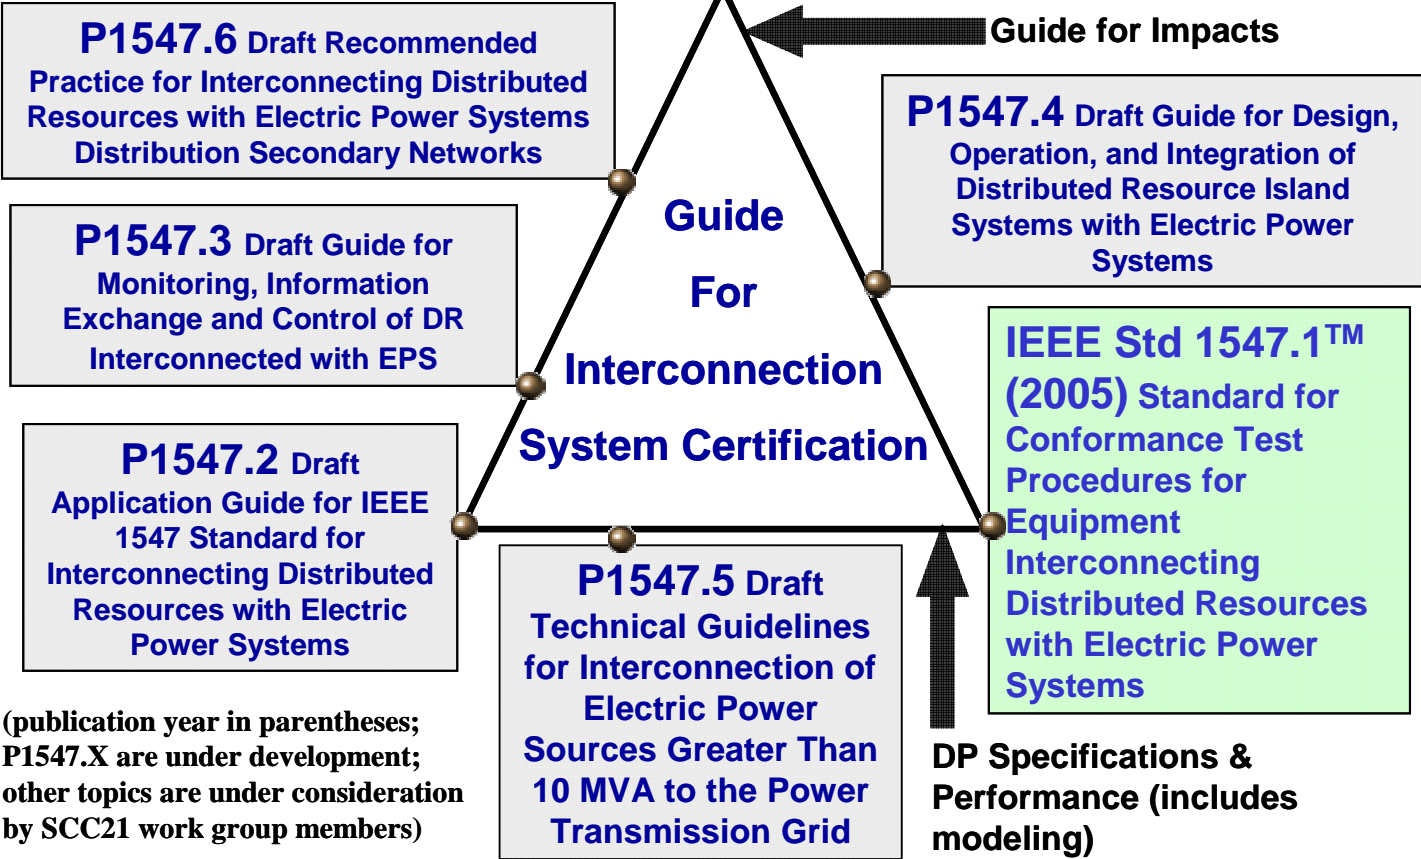 P1547.6 Draft Recommended
Practice for Interconnecting Distributed
Resources with Electric Power Systems
Distribution Secondary Networks
Guide for Impacts
P1547.4 Draft Guide for Design,
Operation, and Integration of
Distributed Resource Island
Systems with Electric Power
Systems
P1547.3 Draft Guide for
Monitoring, Information
Exchange and Control of DR
Interconnected with EPS
Guide
For
Interconnection
System Certification
IEEE Std 1547.1TM
(2005) Standard for
Conformance Test
Procedures for
Equipment
Interconnecting
Distributed Resources
with Electric Power
Systems
P1547.2 Draft
Application Guide for IEEE
1547 Standard for
Interconnecting Distributed
Resources with Electric
Power Systems
P1547.5 Draft
Technical Guidelines
for Interconnection of
Electric Power
Sources Greater Than
10 MVA to the Power
Transmission Grid
(publication year in parentheses;
P1547.X are under development;
other topics are under consideration
by SCC21 work group members)
DP Specifications &
Performance (includes
modeling)